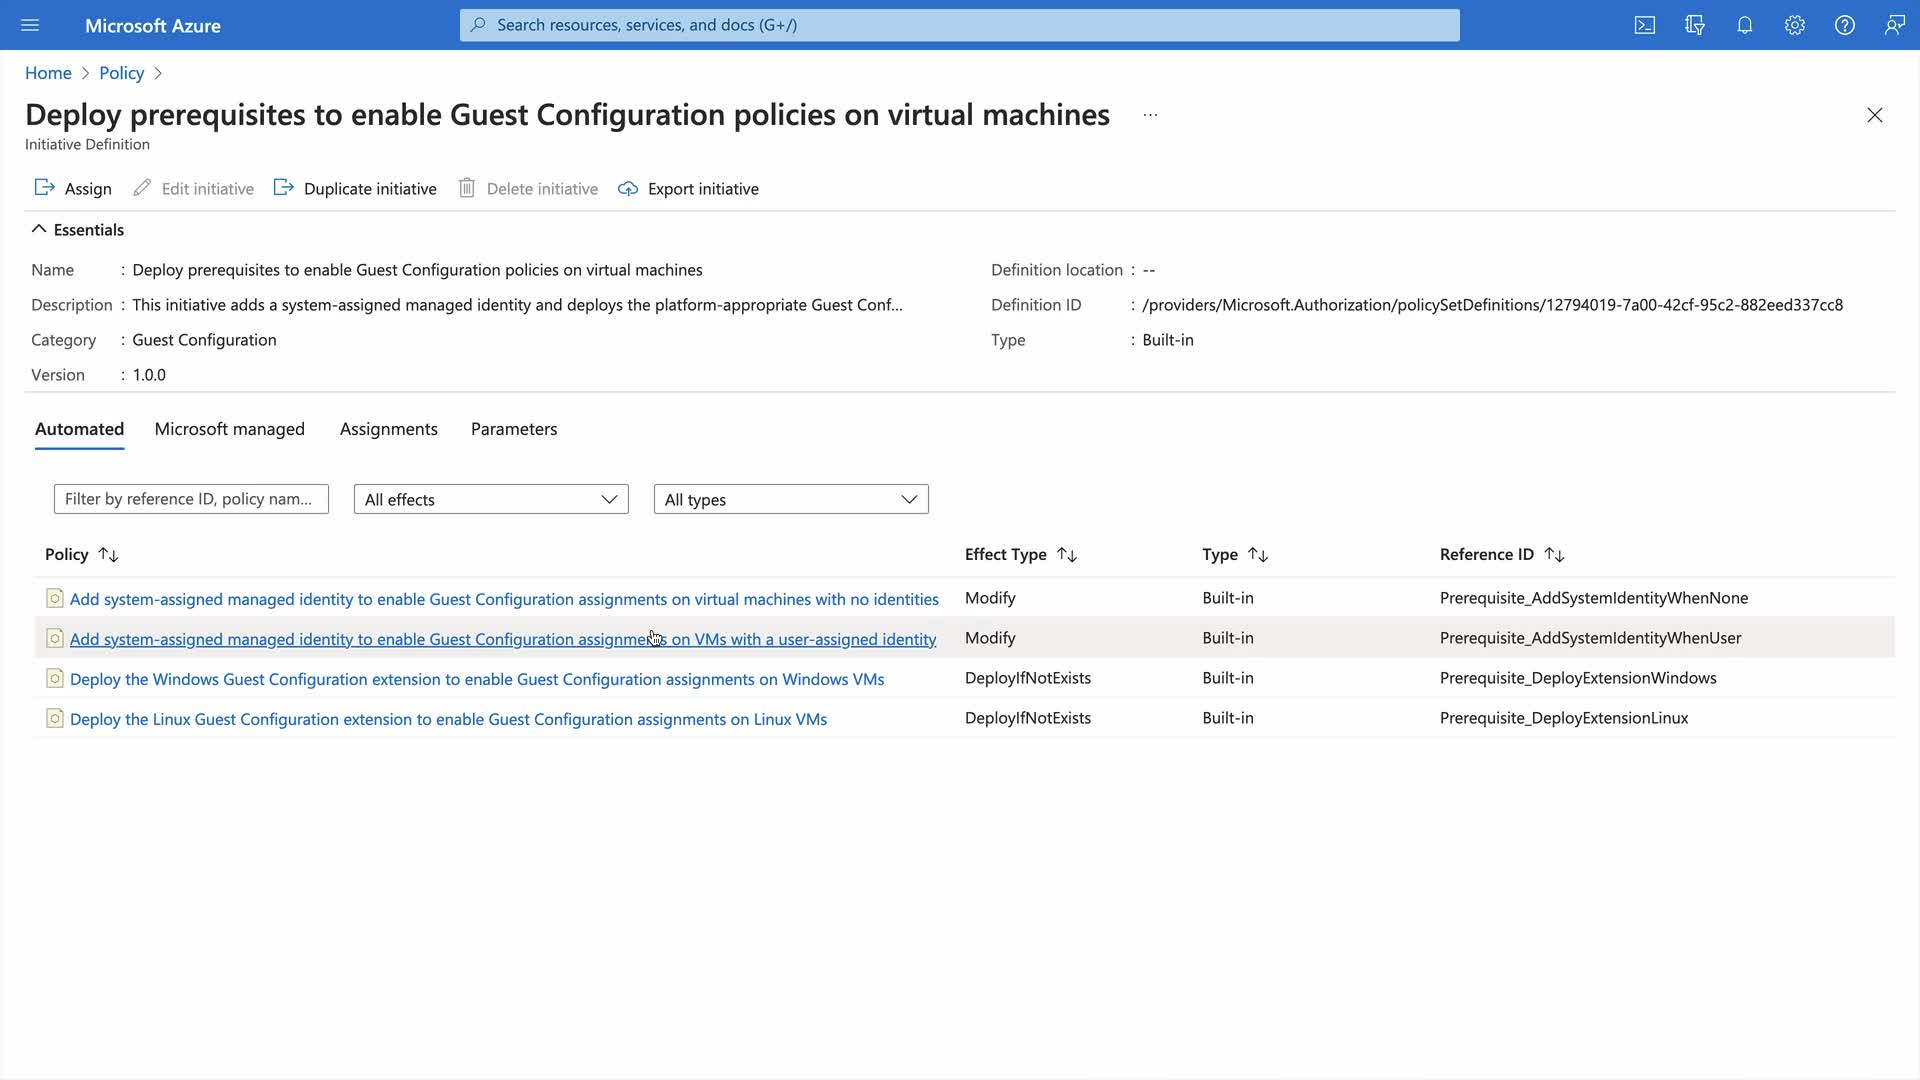 Microsoft Azure
Search resources, services, and docs (G+/)
Home > Policy >
Deploy prerequisites to enable Guest Configuration policies on virtual machines ...
Initiative Definition
Assign Edit initiative Duplicate initiative Delete initiative Export initiative
Essentials
Name : Deploy prerequisites to enable Guest Configuration policies on virtual machines
Definition location : --
Description : This initiative adds a system-assigned managed identity and deploys the platform-appropriate Guest Conf...
Definition ID : /providers/Microsoft.Authorization/policySetDefinitions/12794019-7a00-42cf-95c2-882eed337cc8
Category : Guest Configuration
Type : Built-in
Version : 1.0.0
Automated Microsoft managed Assignments Parameters
Filter by reference ID, policy nam... All effects All types
Policy Effect Type Type Reference ID
Add system-assigned managed identity to enable Guest Configuration assignments on virtual machines with no identities Modify Built-in Prerequisite_AddSystemIdentityWhenNone
Add system-assigned managed identity to enable Guest Configuration assignments on VMs with a user-assigned identity Modify Built-in Prerequisite_AddSystemIdentityWhenUser
Deploy the Windows Guest Configuration extension to enable Guest Configuration assignments on Windows VMs DeployIfNotExists Built-in Prerequisite_DeployExtensionWindows
Deploy the Linux Guest Configuration extension to enable Guest Configuration assignments on Linux VMs DeployIfNotExists Built-in Prerequisite_DeployExtensionLinux